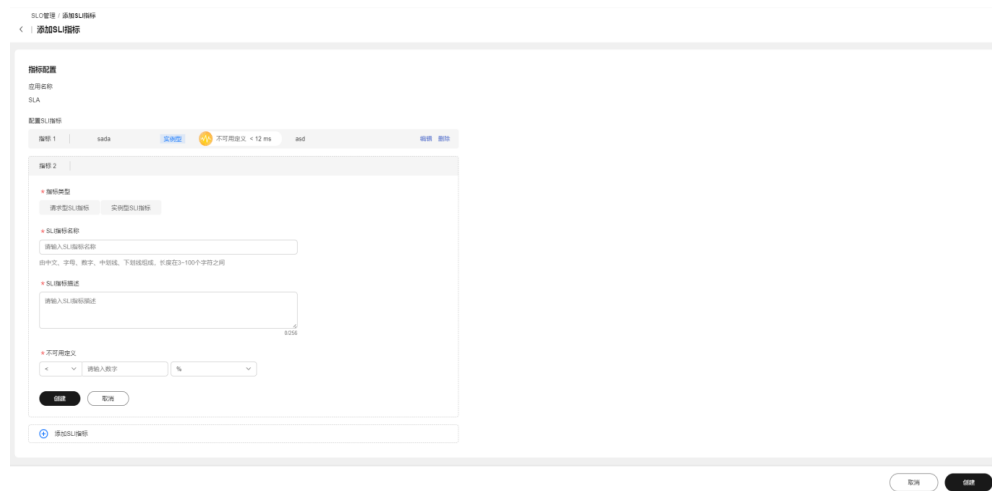 SLO管理 / 添加SLI指标
添加SLI指标
指标配置
应用名称
SLA
配置SLI指标
指标 1 sada 实例型 不可用定义 < 12 ms asd 编辑 删除
指标 2
* 指标类型
请求型SLI指标 实例型SLI指标
* SLI指标名称
请输入SLI指标名称
由中文、字母、数字、中划线、下划线组成，长度在3-100个字符之间
* SLI指标描述
请输入SLI指标描述
0/256
* 不可用定义
< 请输入数字 %
创建 取消
添加SLI指标
取消 创建